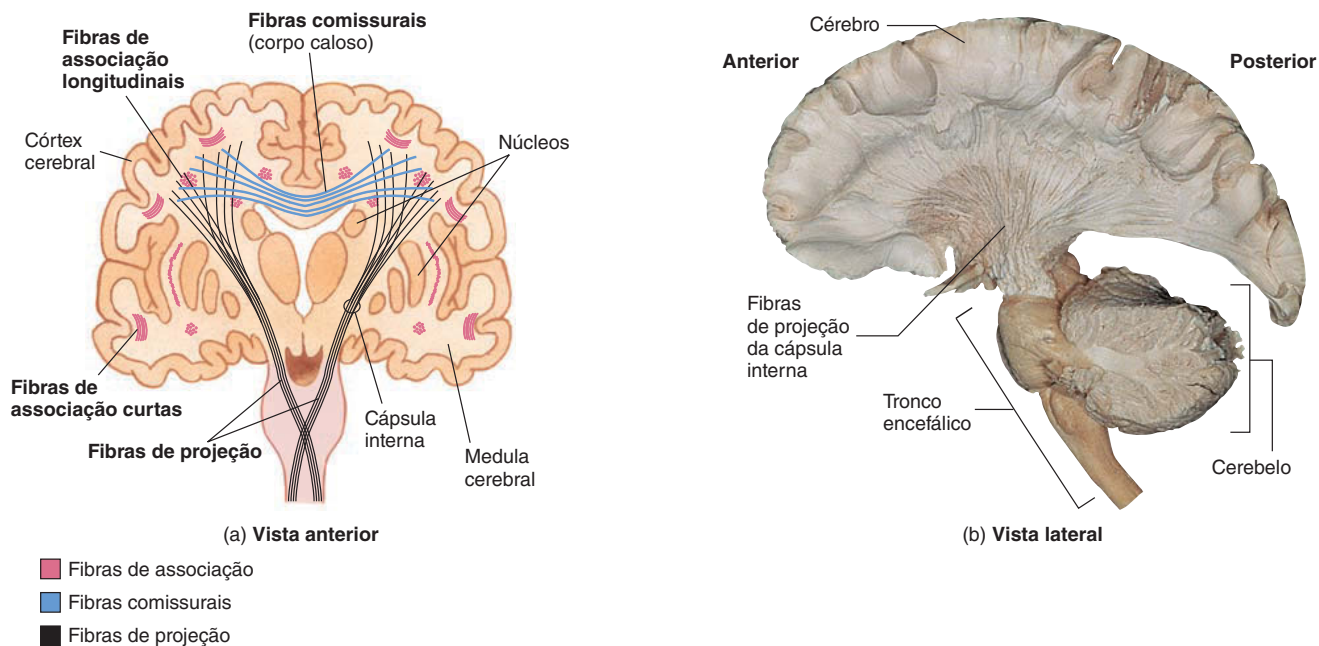 Fibras comissurais
(corpo caloso)
Fibras de
associação
longitudinais
Córtex
cerebral
Núcleos
Fibras de
associação curtas
Fibras de projeção
Cápsula
interna
Medula
cerebral
(a) Vista anterior
Fibras de associação
Fibras comissurais
Fibras de projeção
Cérebro
Anterior
Posterior
Fibras
de projeção
da cápsula
interna
Tronco
encefálico
Cerebelo
(b) Vista lateral